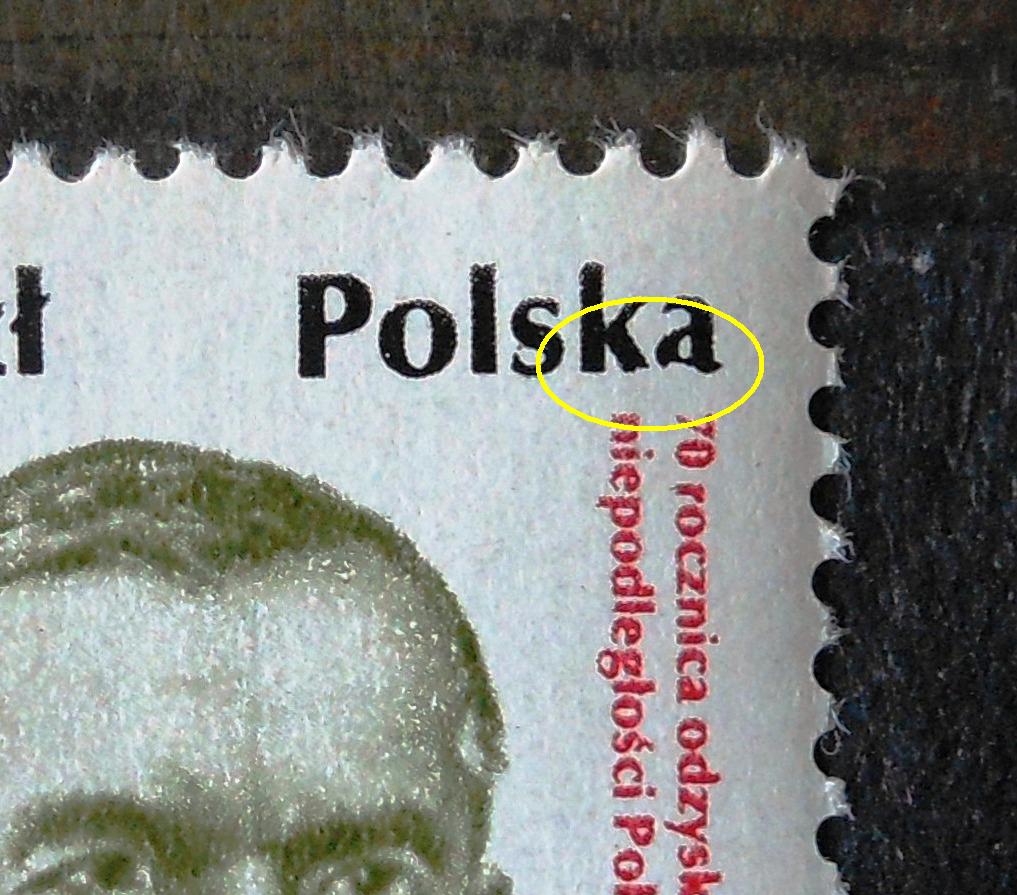 zł Polska
70 rocznica odzysk
niepodległości Pol